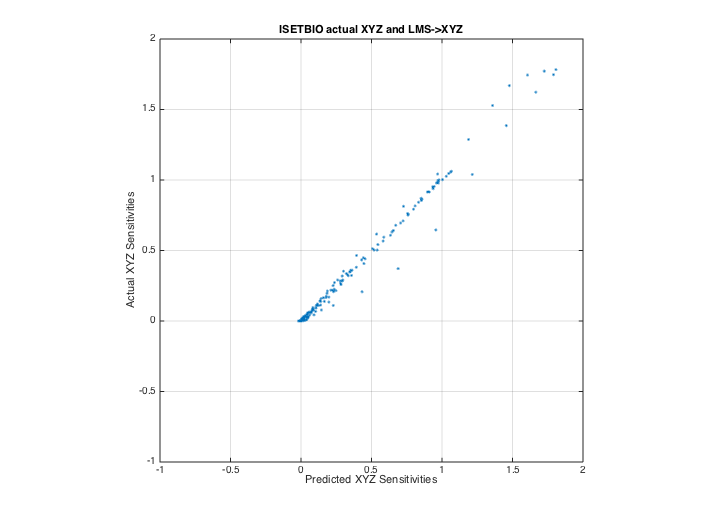 ISETBIO actual XYZ and LMS->XYZ
2
1.5
1
0.5
0
-0.5
-1
Actual XYZ Sensitivities
-1 -0.5 0 0.5 1 1.5 2
Predicted XYZ Sensitivities